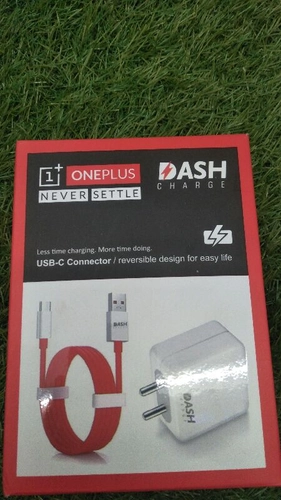 1+ ONEPLUS
NEVER SETTLE
DASH
CHARGE
Less time charging. More time doing.
USB-C Connector / reversible design for easy life
DASH
DASH